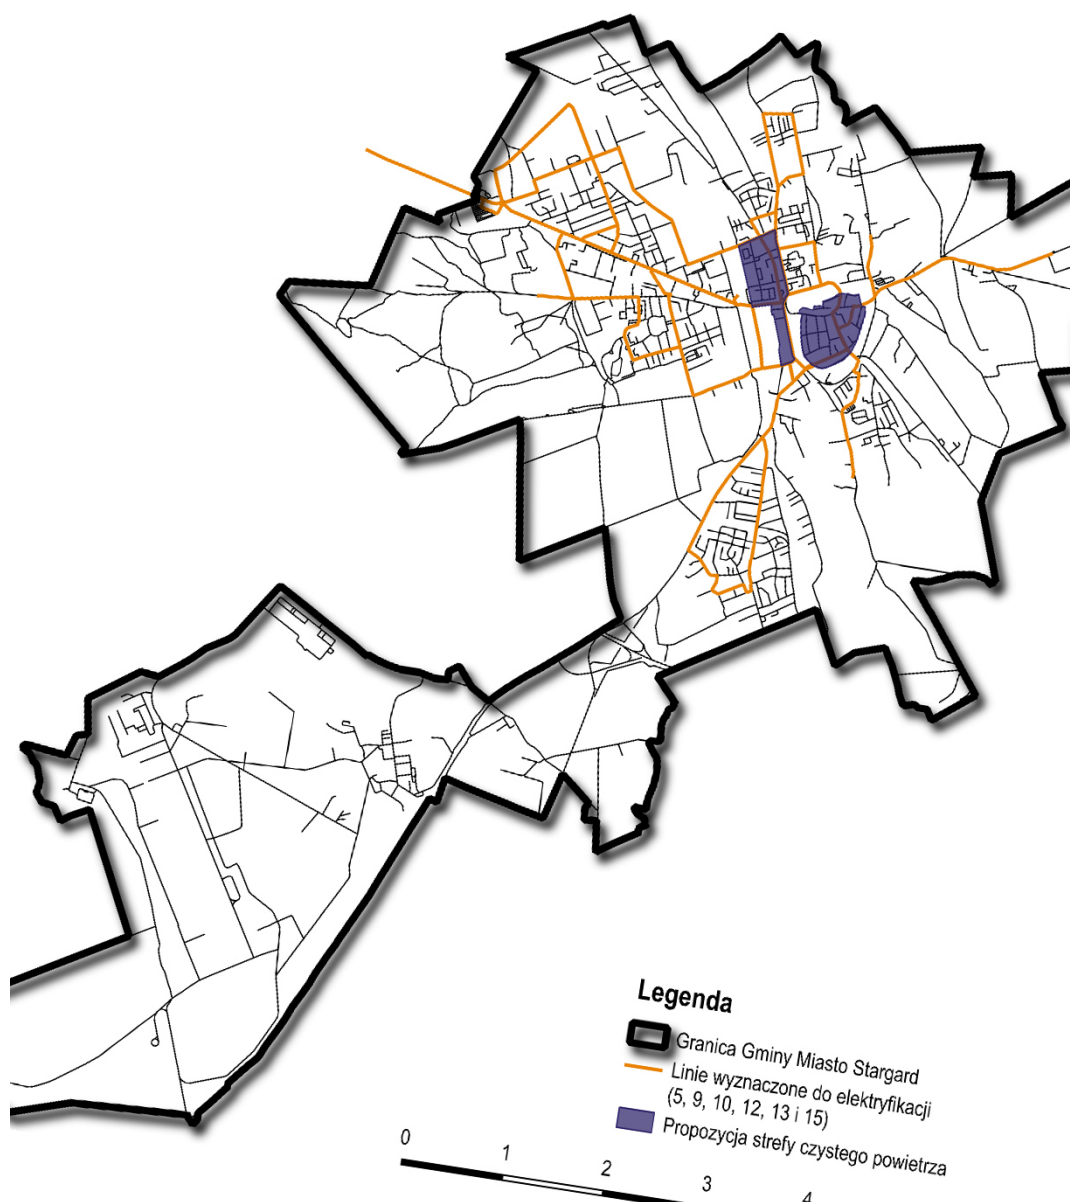 Legenda
Granica Gminy Miasto Stargard
Linie wyznaczone do elektryfikacji
(5, 9, 10, 12, 13 i 15)
Propozycja strefy czystego powietrza
0 1 2 3 4